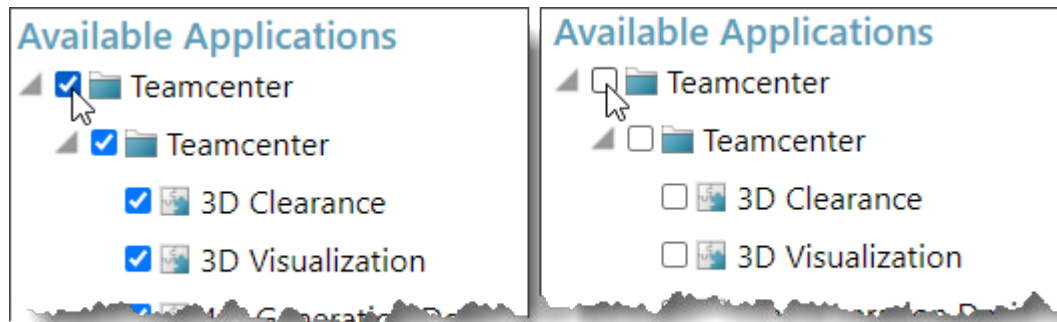 Available Applications
Teamcenter
Teamcenter
3D Clearance
3D Visualization
Available Applications
Teamcenter
Teamcenter
3D Clearance
3D Visualization